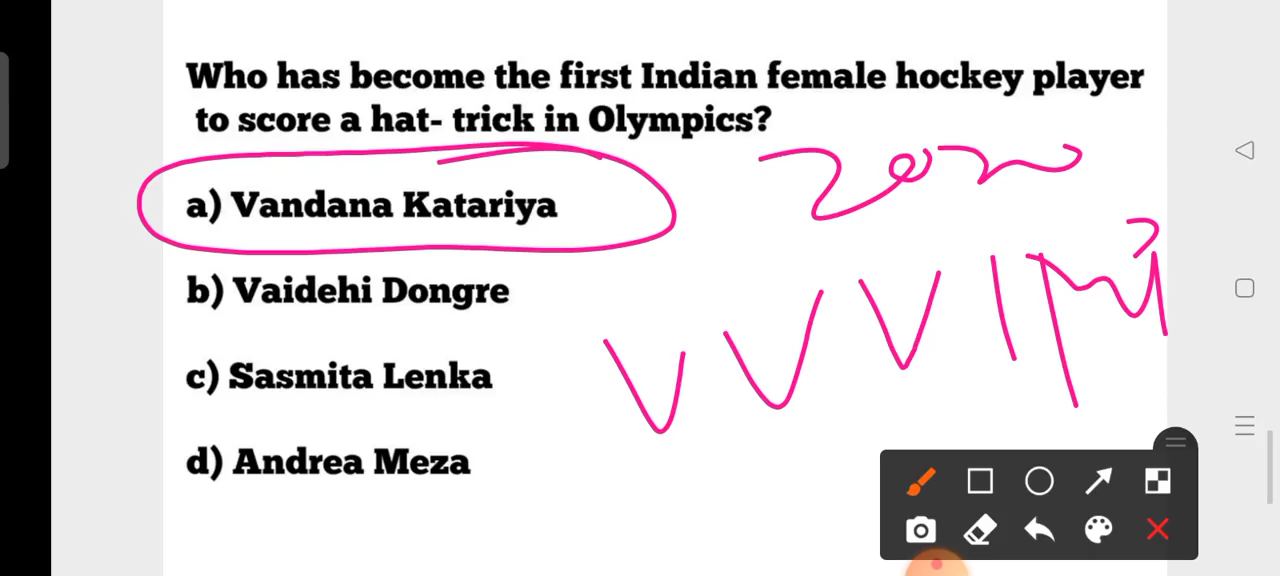 Who has become the first Indian female hockey player
to score a hat- trick in Olympics?
a) Vandana Katariya
2020
b) Vaidehi Dongre
V V V I M P
c) Sasmita Lenka
d) Andrea Meza